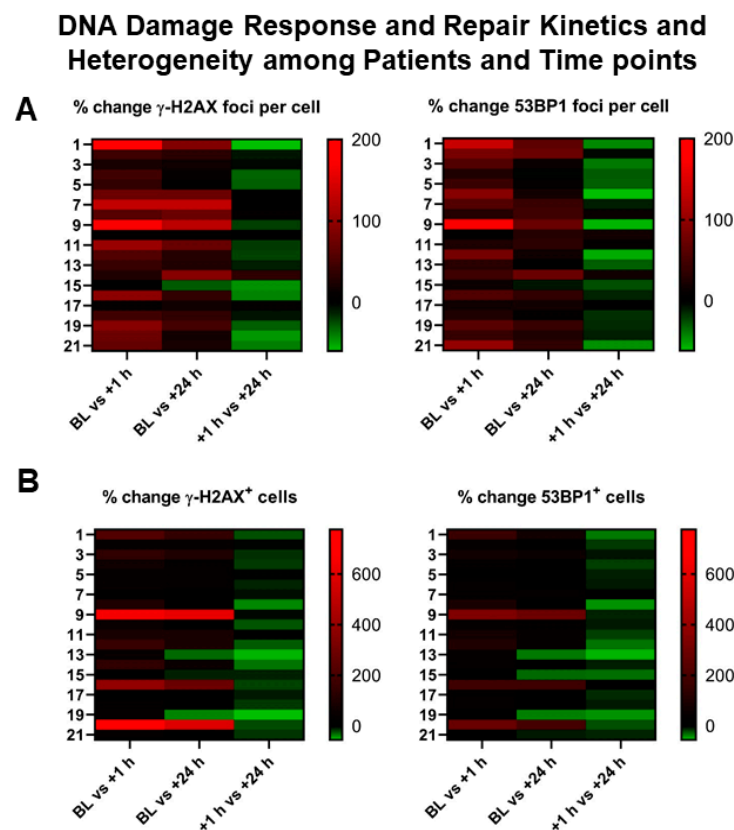 DNA Damage Response and Repair Kinetics and
Heterogeneity among Patients and Time points
A
% change γ-H2AX foci per cell
1
3
5
7
9
11
13
15
17
19
21
BL vs +1 h
BL vs +24 h
+1 h vs +24 h
200
100
0
% change 53BP1 foci per cell
1
3
5
7
9
11
13
15
17
19
21
BL vs +1 h
BL vs +24 h
+1 h vs +24 h
200
100
0
B
% change γ-H2AX⁺ cells
1
3
5
7
9
11
13
15
17
19
21
BL vs +1 h
BL vs +24 h
+1 h vs +24 h
600
400
200
0
% change 53BP1⁺ cells
1
3
5
7
9
11
13
15
17
19
21
BL vs +1 h
BL vs +24 h
+1 h vs +24 h
600
400
200
0